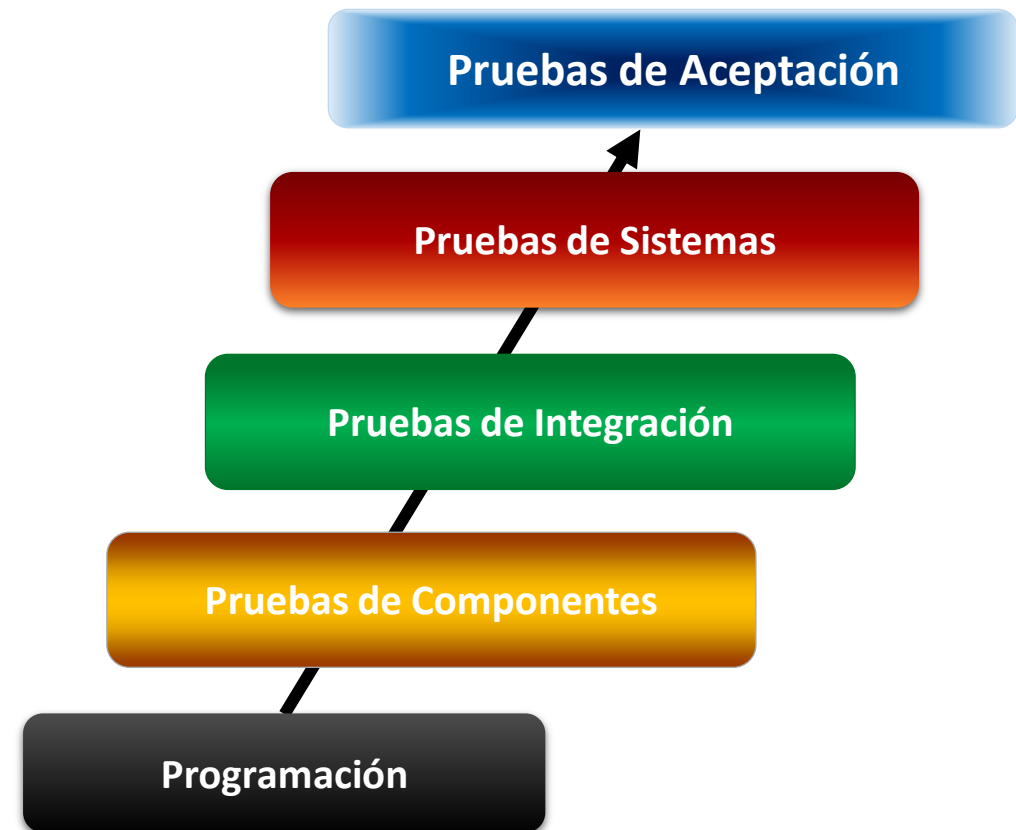 Pruebas de Aceptación
Pruebas de Sistemas
Pruebas de Integración
Pruebas de Componentes
Programación